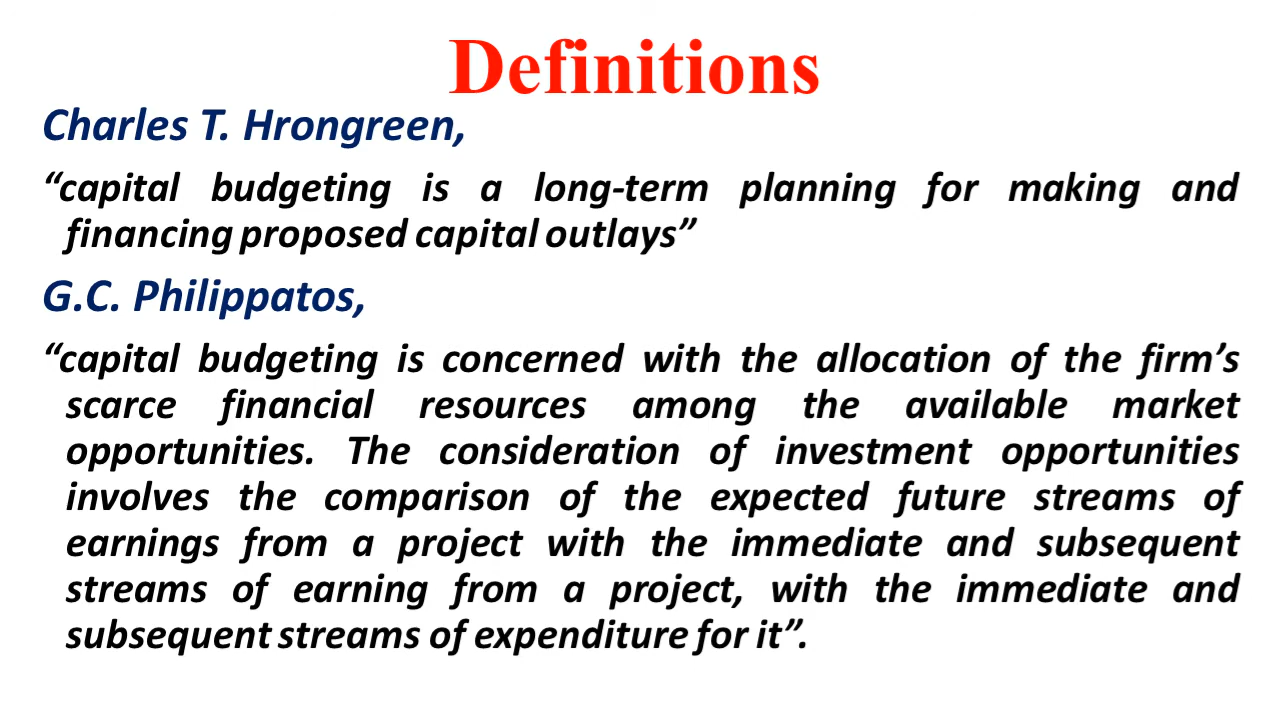 Definitions
Charles T. Hrongreen,
“capital budgeting is a long-term planning for making and
financing proposed capital outlays”
G.C. Philippatos,
“capital budgeting is concerned with the allocation of the firm’s
scarce financial resources among the available market
opportunities. The consideration of investment opportunities
involves the comparison of the expected future streams of
earnings from a project with the immediate and subsequent
streams of earning from a project, with the immediate and
subsequent streams of expenditure for it”.